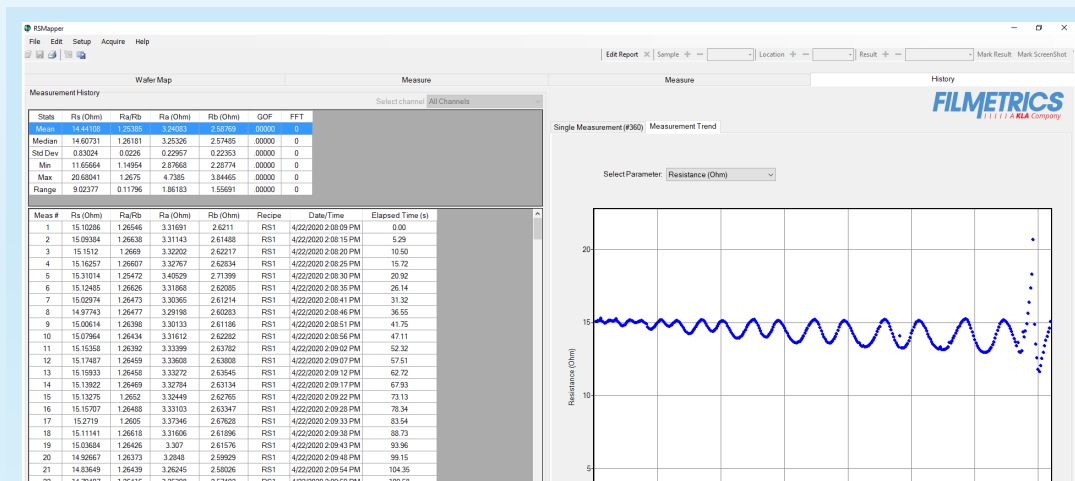 RSMapper
File Edit Setup Acquire Help
Edit Report Sample + − Location + − Result + − Mark Result Mark ScreenShot
Wafer Map Measure Measure History
Measurement History
Select channel All Channels
FILMETRICS
A KLA Company
Stats Rs (Ohm) Ra/Rb Ra (Ohm) Rb (Ohm) GOF FFT
Mean 14.44108 1.25385 3.24083 2.58769 .00000 0
Median 14.60731 1.26181 3.25326 2.57485 .00000 0
Std Dev 0.83024 0.0226 0.22957 0.22353 .00000 0
Min 11.65664 1.14954 2.87668 2.28774 .00000 0
Max 20.68041 1.2675 4.7385 3.84465 .00000 0
Range 9.02377 0.11796 1.86183 1.55691 .00000 0
Single Measurement (#360) Measurement Trend
Select Parameter: Resistance (Ohm)
Meas # Rs (Ohm) Ra/Rb Ra (Ohm) Rb (Ohm) Recipe Date/Time Elapsed Time (s)
1 15.10286 1.26546 3.31691 2.6211 RS1 4/22/2020 2:08:09 PM 0.00
2 15.09384 1.26638 3.31143 2.61488 RS1 4/22/2020 2:08:15 PM 5.29
3 15.1512 1.2669 3.32202 2.62217 RS1 4/22/2020 2:08:20 PM 10.50
4 15.16257 1.26607 3.32767 2.62834 RS1 4/22/2020 2:08:25 PM 15.72
5 15.31014 1.25472 3.40529 2.71399 RS1 4/22/2020 2:08:30 PM 20.92
6 15.12485 1.26626 3.31868 2.62085 RS1 4/22/2020 2:08:35 PM 26.14
7 15.02974 1.26473 3.30365 2.61214 RS1 4/22/2020 2:08:41 PM 31.32
8 14.97743 1.26477 3.29198 2.60283 RS1 4/22/2020 2:08:46 PM 36.55
9 15.00614 1.26398 3.30133 2.61186 RS1 4/22/2020 2:08:51 PM 41.75
10 15.07964 1.26434 3.31612 2.62282 RS1 4/22/2020 2:08:56 PM 47.11
11 15.15358 1.26392 3.33399 2.63782 RS1 4/22/2020 2:09:02 PM 52.32
12 15.17487 1.26459 3.33608 2.63808 RS1 4/22/2020 2:09:07 PM 57.51
13 15.15933 1.26458 3.33272 2.63545 RS1 4/22/2020 2:09:12 PM 62.72
14 15.13922 1.26469 3.32784 2.63134 RS1 4/22/2020 2:09:17 PM 67.93
15 15.13275 1.2652 3.32449 2.62765 RS1 4/22/2020 2:09:22 PM 73.13
16 15.15707 1.26488 3.33103 2.63347 RS1 4/22/2020 2:09:28 PM 78.34
17 15.2719 1.2605 3.37346 2.67628 RS1 4/22/2020 2:09:33 PM 83.54
18 15.11141 1.26618 3.31606 2.61896 RS1 4/22/2020 2:09:38 PM 88.73
19 15.03684 1.26426 3.307 2.61576 RS1 4/22/2020 2:09:43 PM 93.96
20 14.92667 1.26373 3.2848 2.59929 RS1 4/22/2020 2:09:48 PM 99.15
21 14.83649 1.26439 3.26245 2.58026 RS1 4/22/2020 2:09:54 PM 104.35
20
15
10
5
Resistance (Ohm)